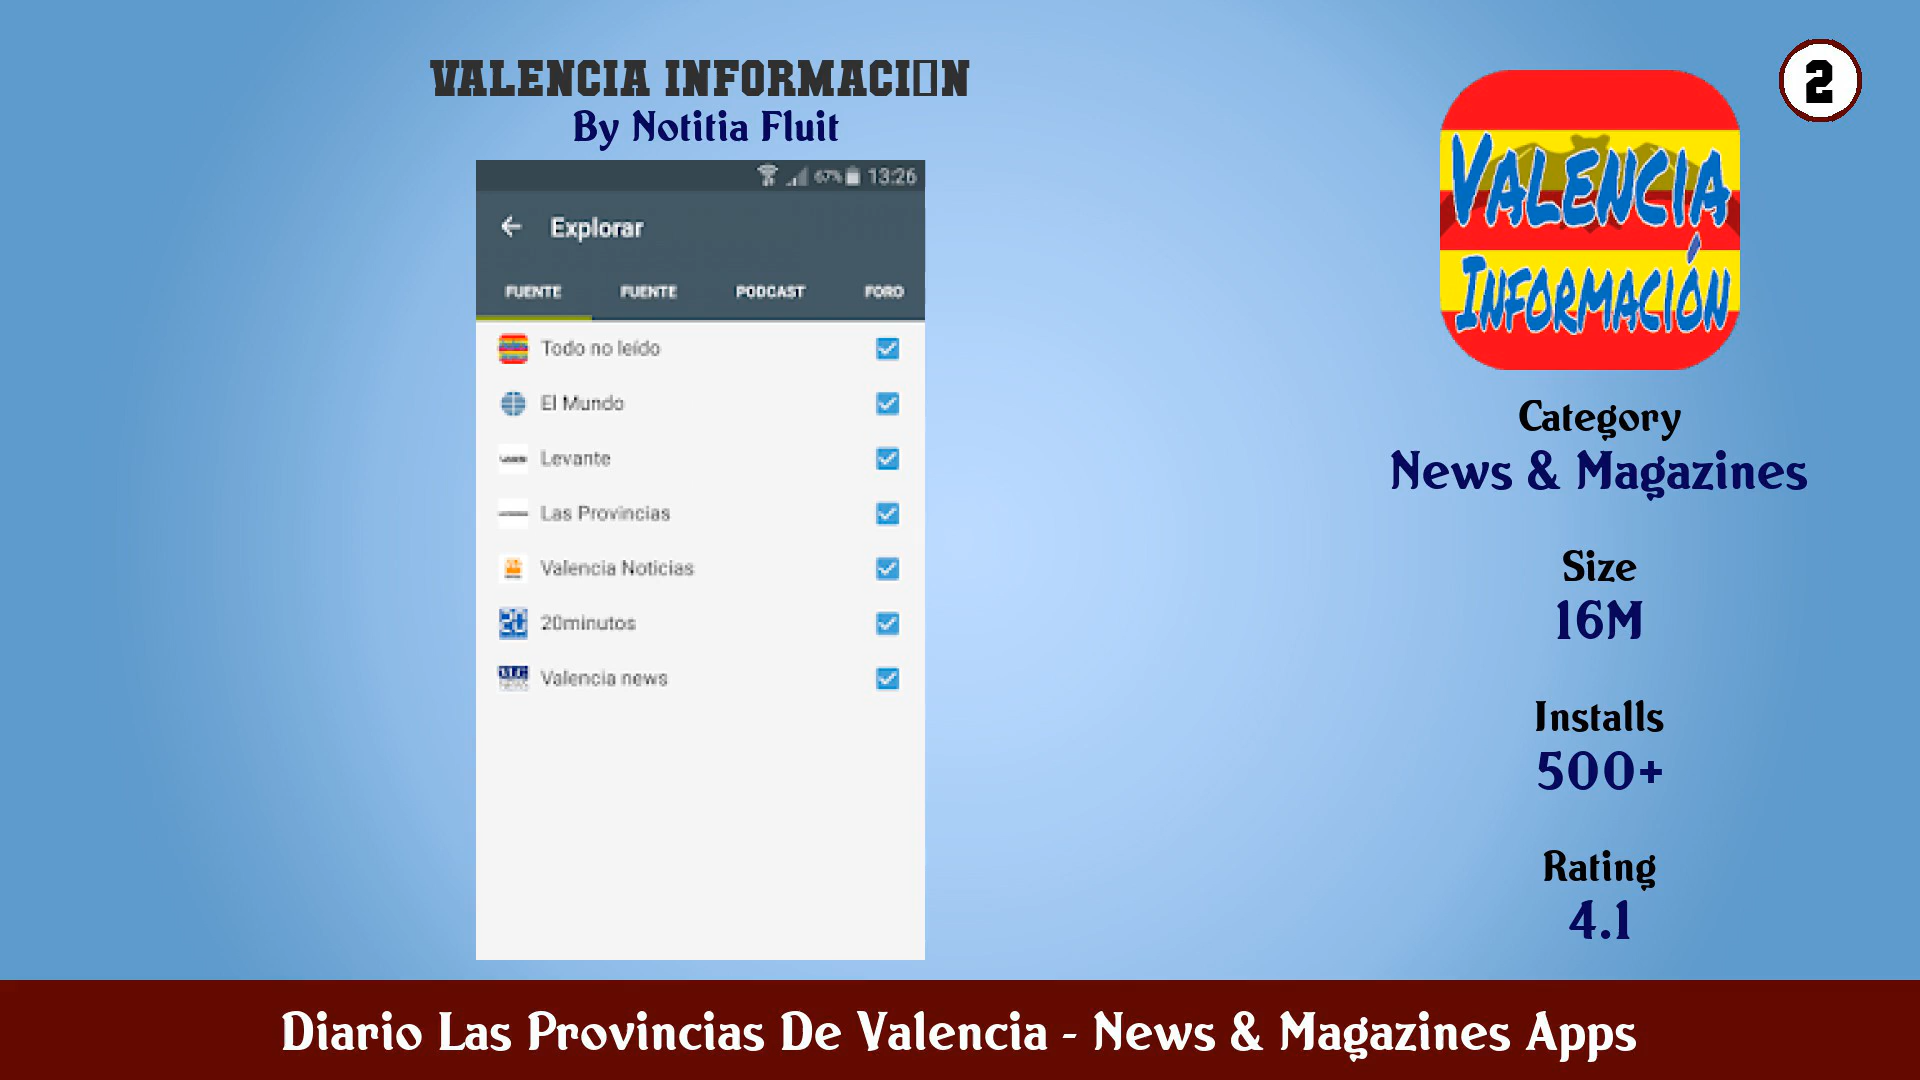 VALENCIA INFORMACI▯N
By Notitia Fluit
2
67% 13:26
Explorar
FUENTE FUENTE PODCAST FORO
Todo no leído
El Mundo
Levante
Las Provincias
Valencia Noticias
20minutos
Valencia news
VALENCIA
INFORMACIÓN
Category
News & Magazines
Size
16M
Installs
500+
Rating
4.1
Diario Las Provincias De Valencia - News & Magazines Apps